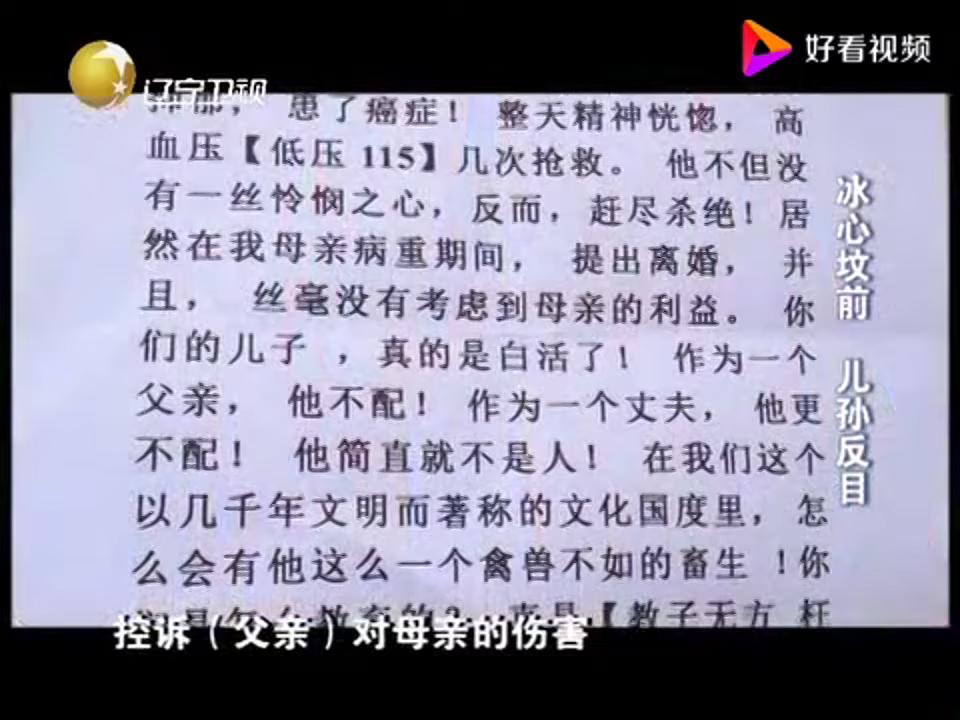 辽宁卫视
好看视频
患了癌症！ 整天精神恍惚， 高
血压【低压 115】几次抢救。 他不但没
有一丝怜悯之心，反而，赶尽杀绝！居
然在我母亲病重期间， 提出离婚， 并
且， 丝毫没有考虑到母亲的利益。 你
们的儿子 ，真的是白活了！ 作为一个
父亲， 他不配！ 作为一个丈夫， 他更
不配！ 他简直就不是人！ 在我们这个
以几千年文明而著称的文化国度里， 怎
么会有他这么一个禽兽不如的畜生 ！你
【教子无方 枉
冰心坟前 儿孙反目
控诉（父亲）对母亲的伤害